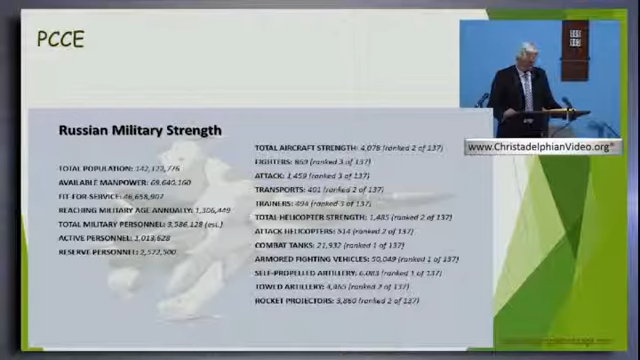 PCCE
www.ChristadelphianVideo.org
Russian Military Strength
TOTAL POPULATION: 142,172,776
AVAILABLE MANPOWER: 69,640,160
FIT-FOR-SERVICE: 46,658,907
REACHING MILITARY AGE ANNUALLY: 1,306,449
TOTAL MILITARY PERSONNEL: 3,586,128 (est.)
ACTIVE PERSONNEL: 1,013,628
RESERVE PERSONNEL: 2,572,500
TOTAL AIRCRAFT STRENGTH: 4,078 (ranked 2 of 137)
FIGHTERS: 869 (ranked 3 of 137)
ATTACK: 1,459 (ranked 3 of 137)
TRANSPORTS: 401 (ranked 2 of 137)
TRAINERS: 494 (ranked 3 of 137)
TOTAL HELICOPTER STRENGTH: 1,485 (ranked 2 of 137)
ATTACK HELICOPTERS: 514 (ranked 2 of 137)
COMBAT TANKS: 21,932 (ranked 1 of 137)
ARMORED FIGHTING VEHICLES: 50,049 (ranked 1 of 137)
SELF-PROPELLED ARTILLERY: 6,083 (ranked 1 of 137)
TOWED ARTILLERY: 4,465 (ranked 2 of 137)
ROCKET PROJECTORS: 3,860 (ranked 2 of 137)